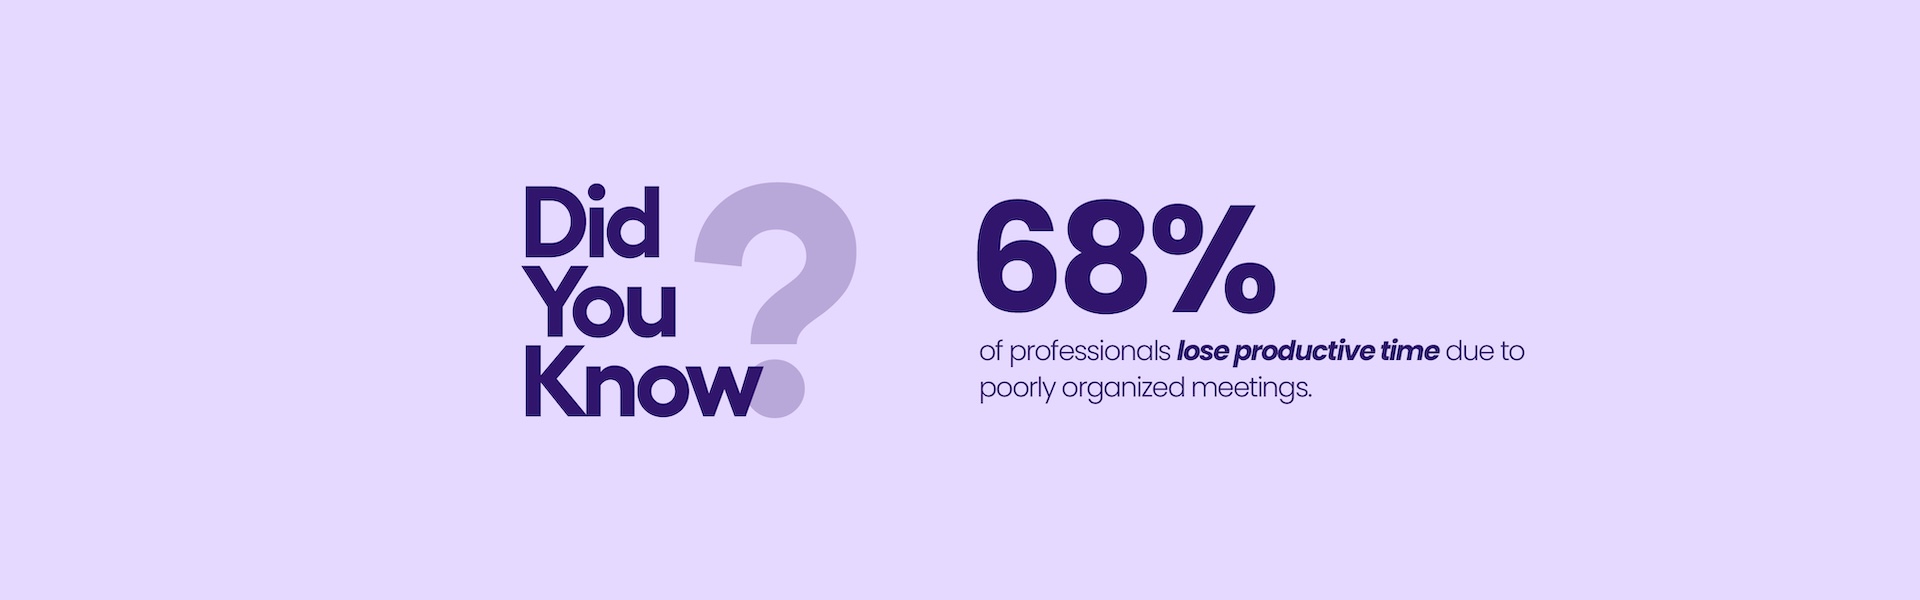 Did
You
Know?
68%
of professionals lose productive time due to
poorly organized meetings.